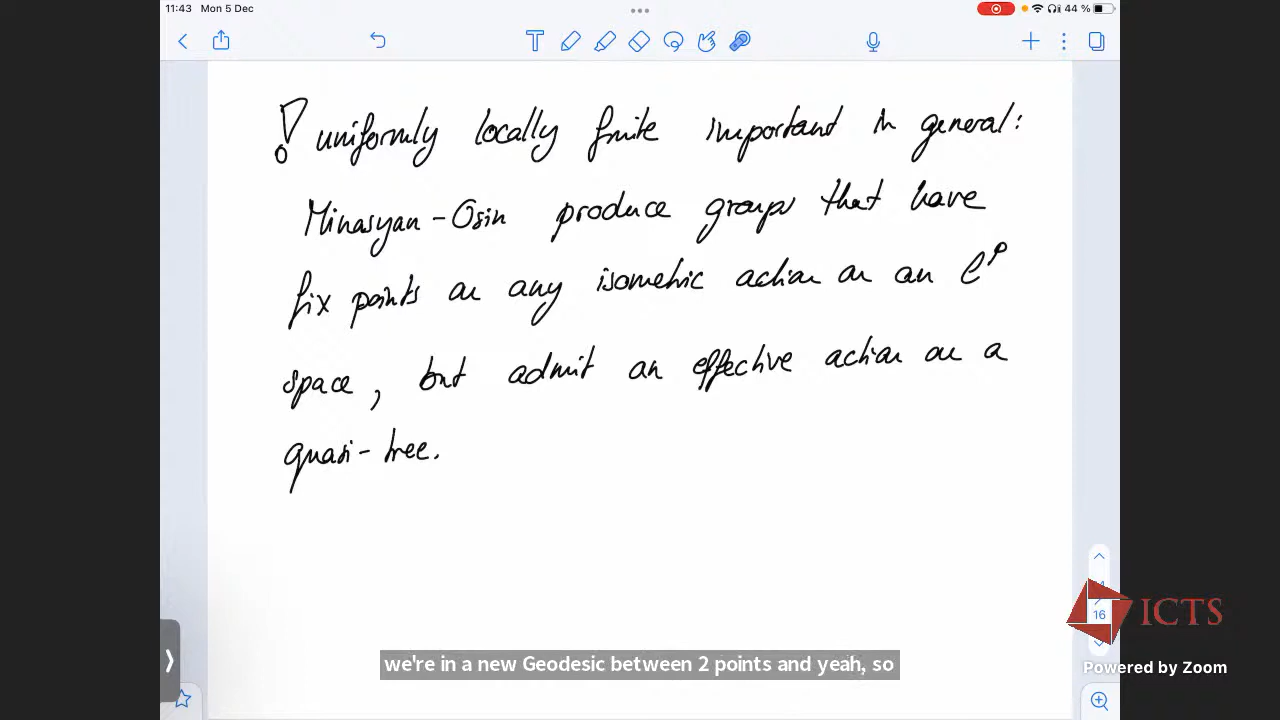 11:43 Mon 5 Dec
44 %
! uniformly locally finite important in general:
Minasyan-Osin produce groups that have
fix points on any isometric action on an ℓᵖ
space, but admit an effective action on a
quasi-tree.
16
ICTS
we're in a new Geodesic between 2 points and yeah, so
Powered by Zoom